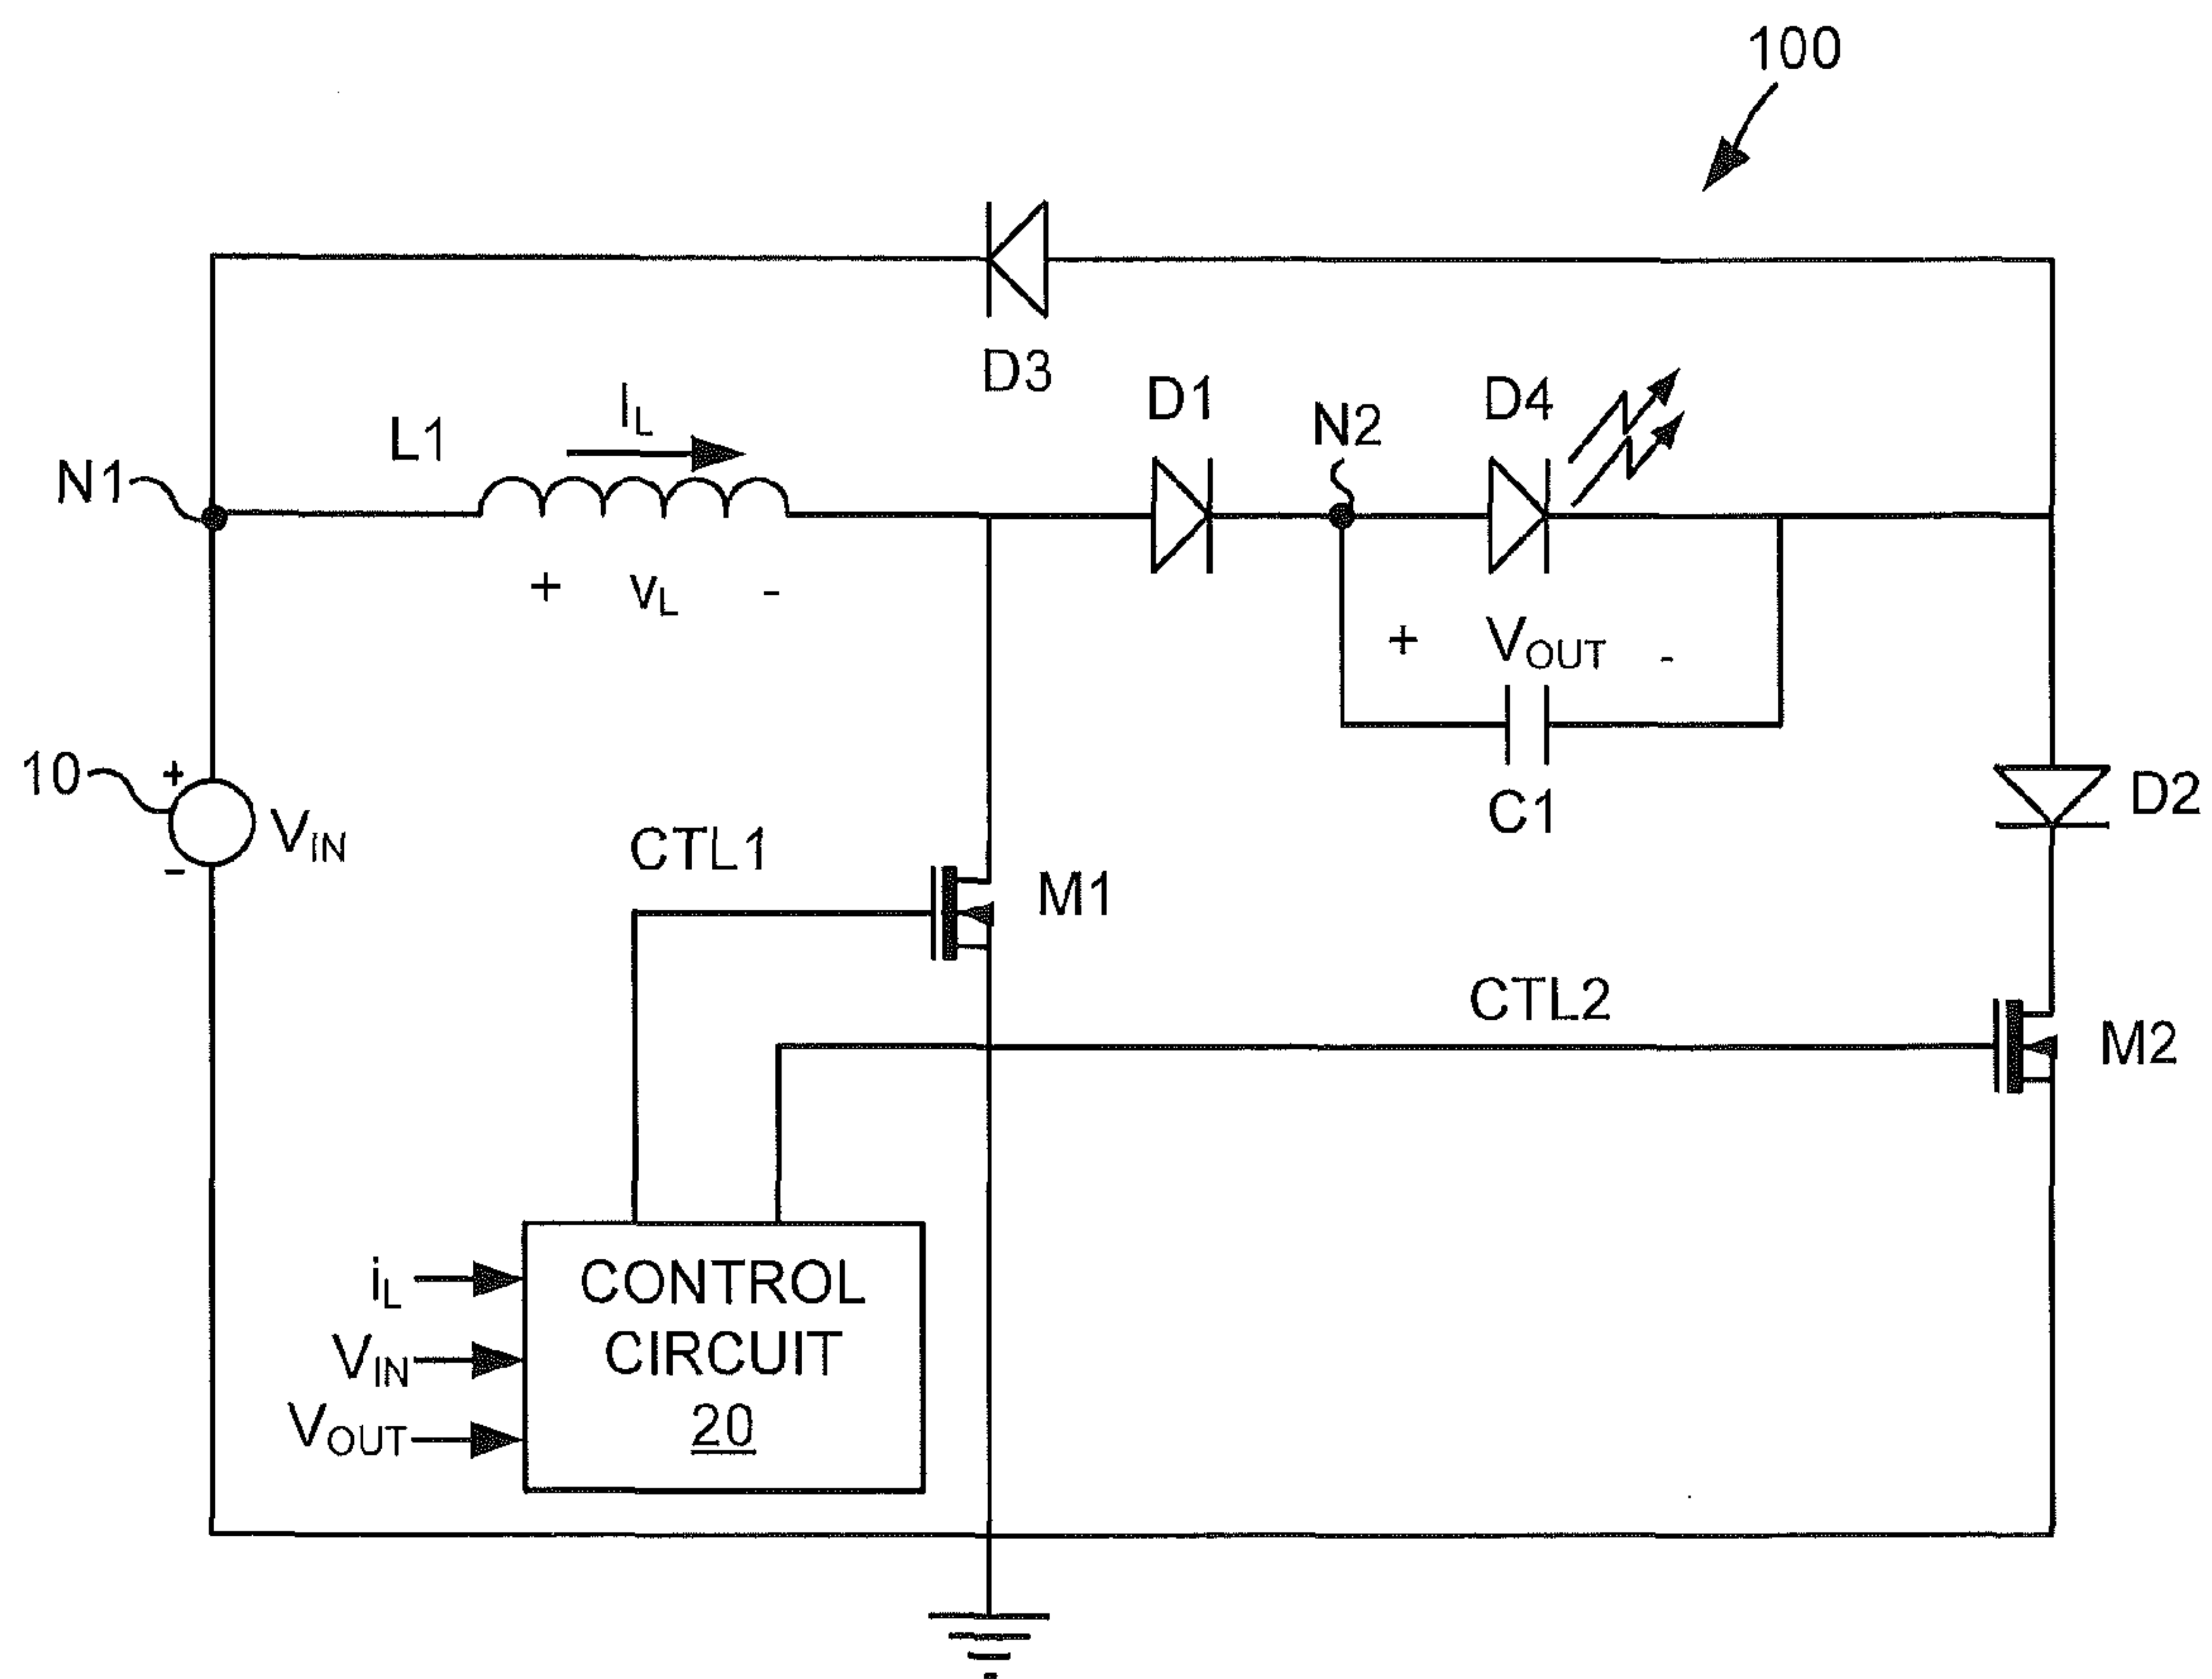 100
D3
D1
D4
N2
L1
IL
N1
+ vL -
+ VOUT -
C1
D2
10
+
VIN
-
CTL1
M1
CTL2
M2
iL
VIN
VOUT
CONTROL
CIRCUIT
20